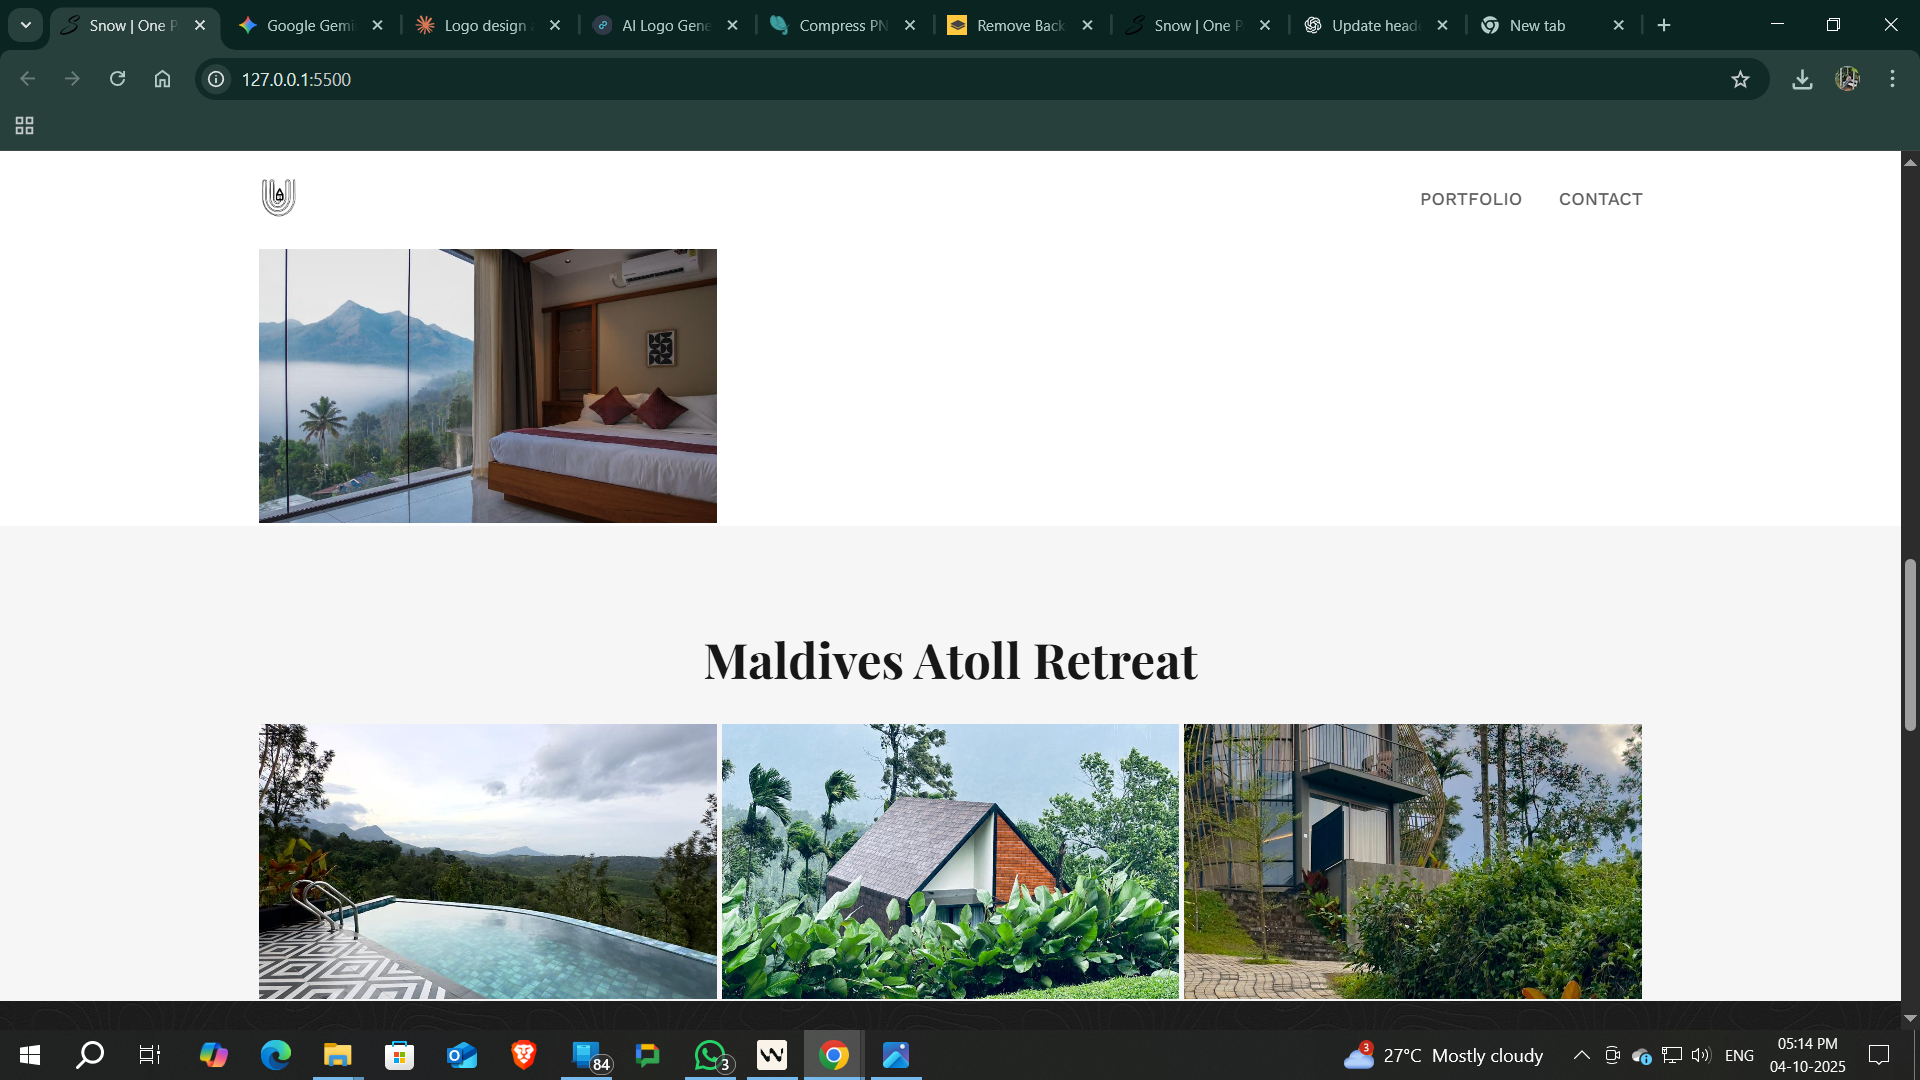 Snow | One P
Google Gemi
Logo design
AI Logo Gene
Compress PN
Remove Back
Snow | One P
Update head
New tab
127.0.0.1:5500
PORTFOLIO
CONTACT
Maldives Atoll Retreat
84
3
3
27°C Mostly cloudy
ENG
05:14 PM
04-10-2025